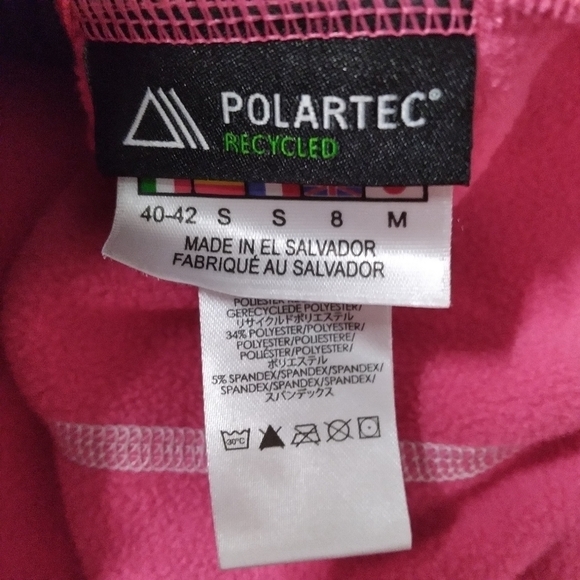 POLARTEC®
RECYCLED
40-42 S S 8 M
MADE IN EL SALVADOR
FABRIQUÉ AU SALVADOR
GERECYCLEDE POLYESTER/
リサイクルドポリエステル
34% POLYESTER/POLYESTER/
POLYESTER/POLIESTERE/
POLIÉSTER/POLYESTER/
ポリエステル
5% SPANDEX/SPANDEX/SPANDEX/
SPANDEX/SPANDEX/SPANDEX/
スパンデックス
30°C